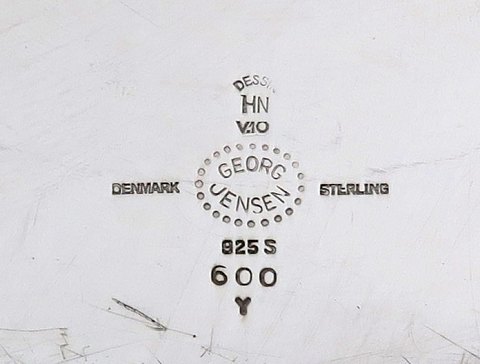 DESSIN
HN
V.10
GEORG
JENSEN
DENMARK STERLING
925 S
600
Y